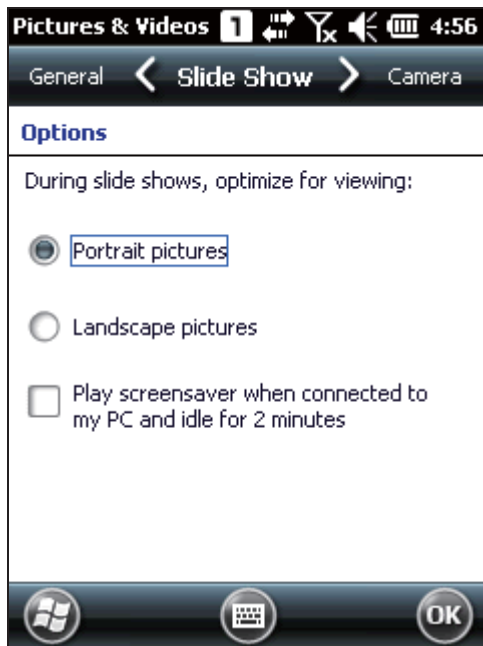 Pictures & Videos 1 4:56
General Slide Show Camera
Options
During slide shows, optimize for viewing:
Portrait pictures
Landscape pictures
Play screensaver when connected to
my PC and idle for 2 minutes
OK